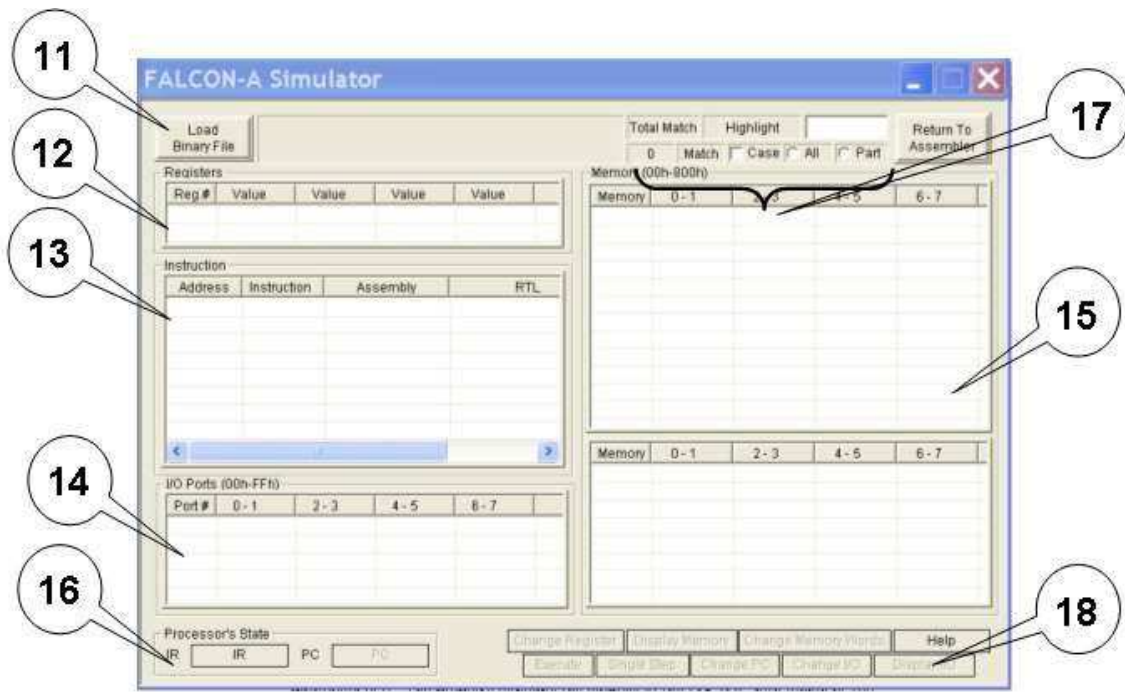 11
FALCON-A Simulator
Load
Binary File
Total Match Highlight
Return To
Assembler
17
0 Match Case All Part
12
Registers
Reg # Value Value Value Value
Memory (00h-800h)
Memory 0 - 1 2 - 3 4 - 5 6 - 7
13
Instruction
Address Instruction Assembly RTL
15
14
Memory 0 - 1 2 - 3 4 - 5 6 - 7
I/O Ports (00h-FFh)
Port # 0 - 1 2 - 3 4 - 5 6 - 7
16
18
Processor's State
IR IR PC PC
Change Register Display Memory Change Memory Words Help
Execute Single Step Change PC Change I/O Display I/O